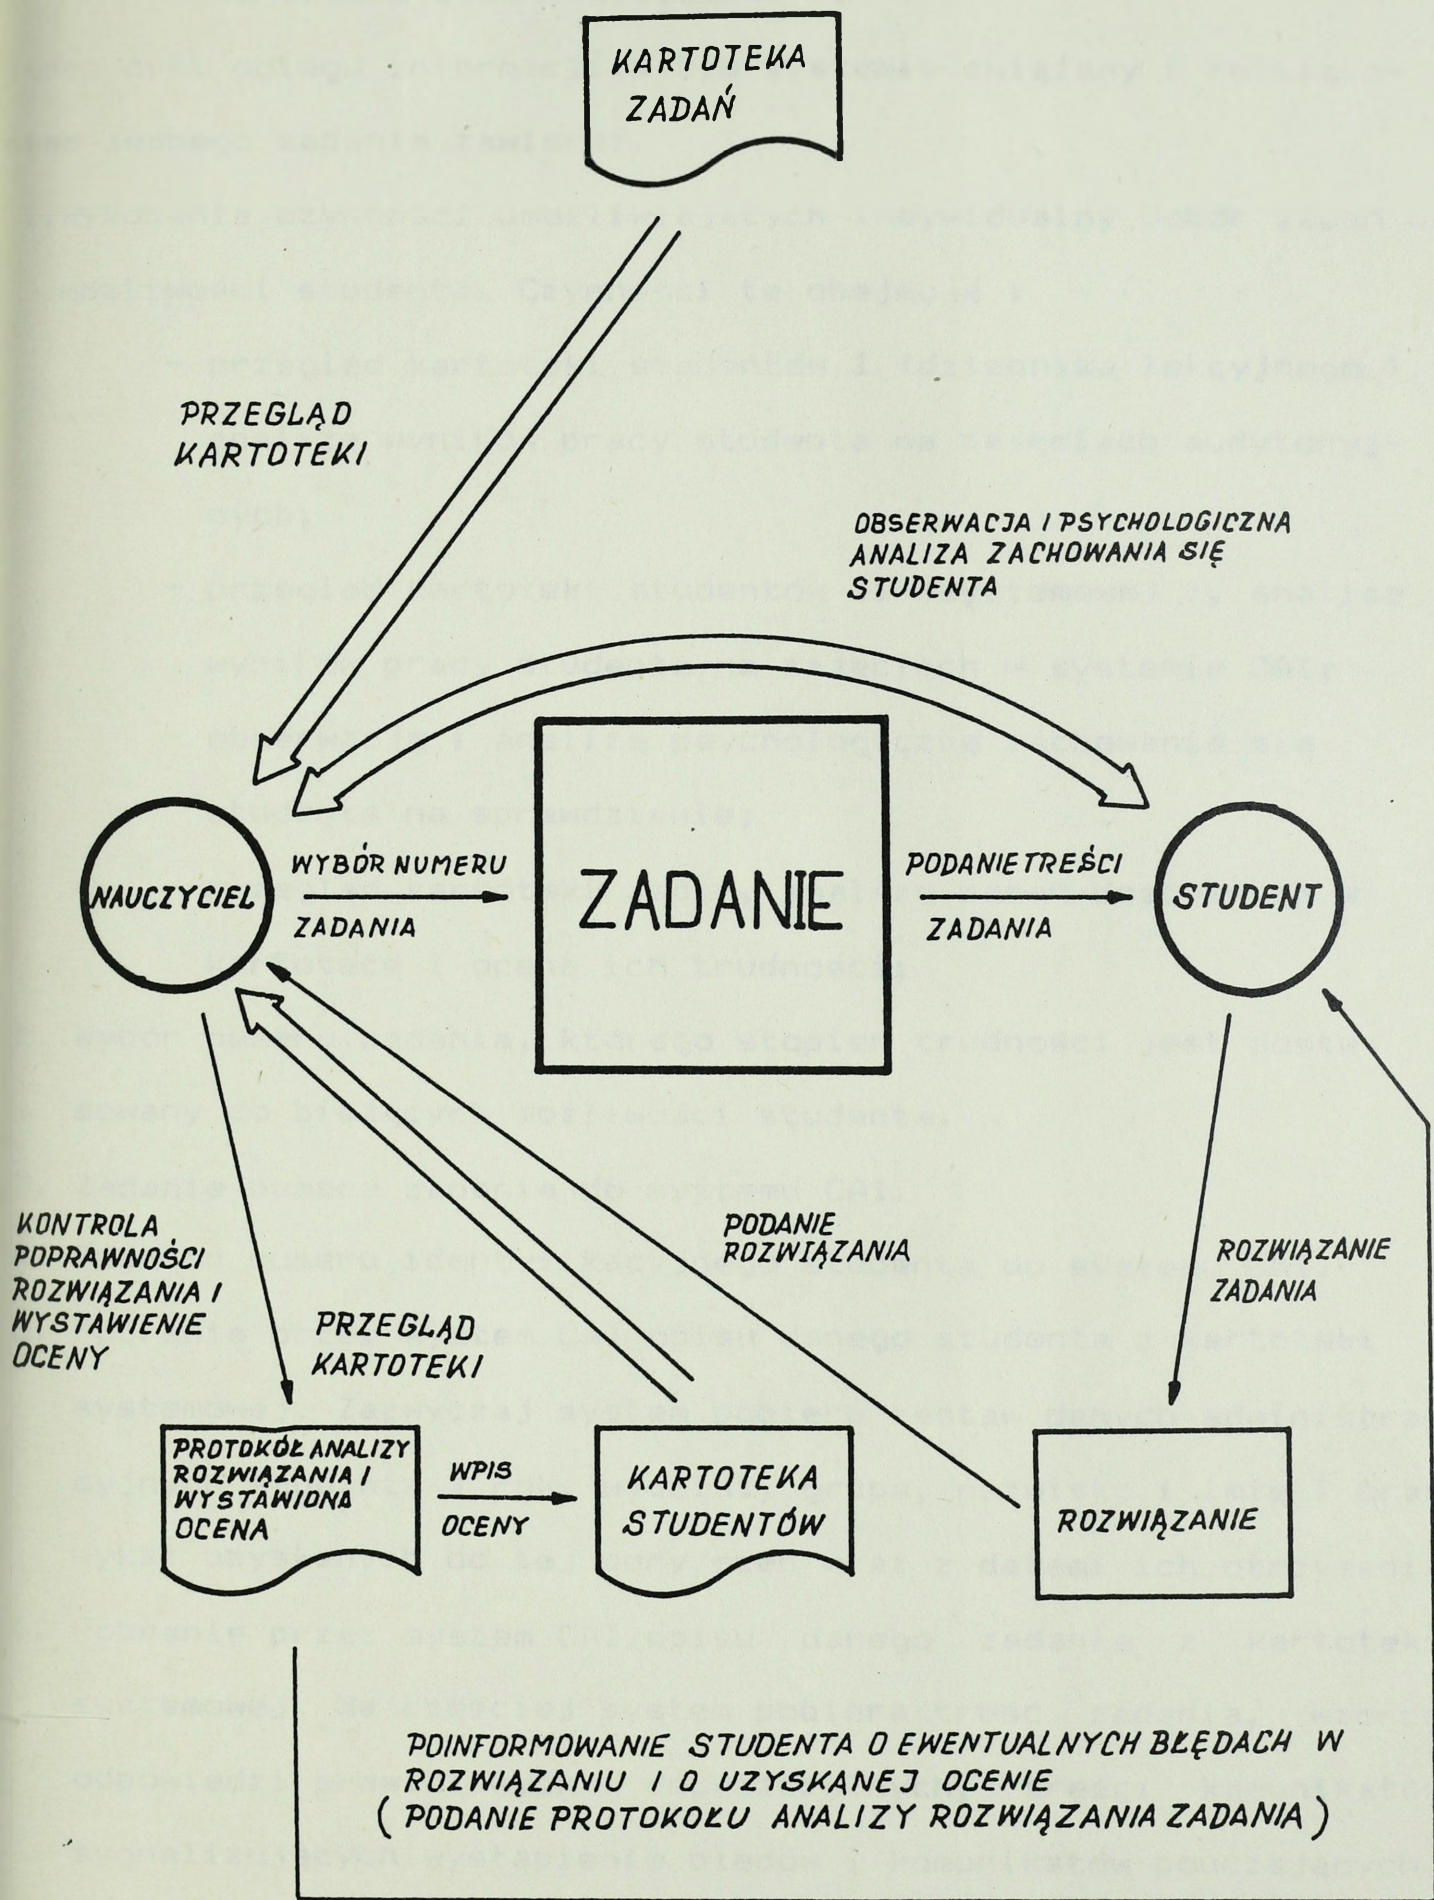 KARTOTEKA
ZADAŃ
PRZEGLĄD
KARTOTEKI
OBSERWACJA I PSYCHOLOGICZNA
ANALIZA ZACHOWANIA SIĘ
STUDENTA
NAUCZYCIEL
WYBÓR NUMERU
ZADANIA
ZADANIE
PODANIE TREŚCI
ZADANIA
STUDENT
KONTROLA
POPRAWNOŚCI
ROZWIĄZANIA I
WYSTAWIENIE
OCENY
PRZEGLĄD
KARTOTEKI
PODANIE
ROZWIĄZANIA
ROZWIĄZANIE
ZADANIA
PROTOKÓŁ ANALIZY
ROZWIĄZANIA I
WYSTAWIONA
OCENA
WPIS
OCENY
KARTOTEKA
STUDENTÓW
ROZWIĄZANIE
POINFORMOWANIE STUDENTA O EWENTUALNYCH BŁĘDACH W
ROZWIĄZANIU I O UZYSKANEJ OCENIE
(PODANIE PROTOKOŁU ANALIZY ROZWIĄZANIA ZADANIA)